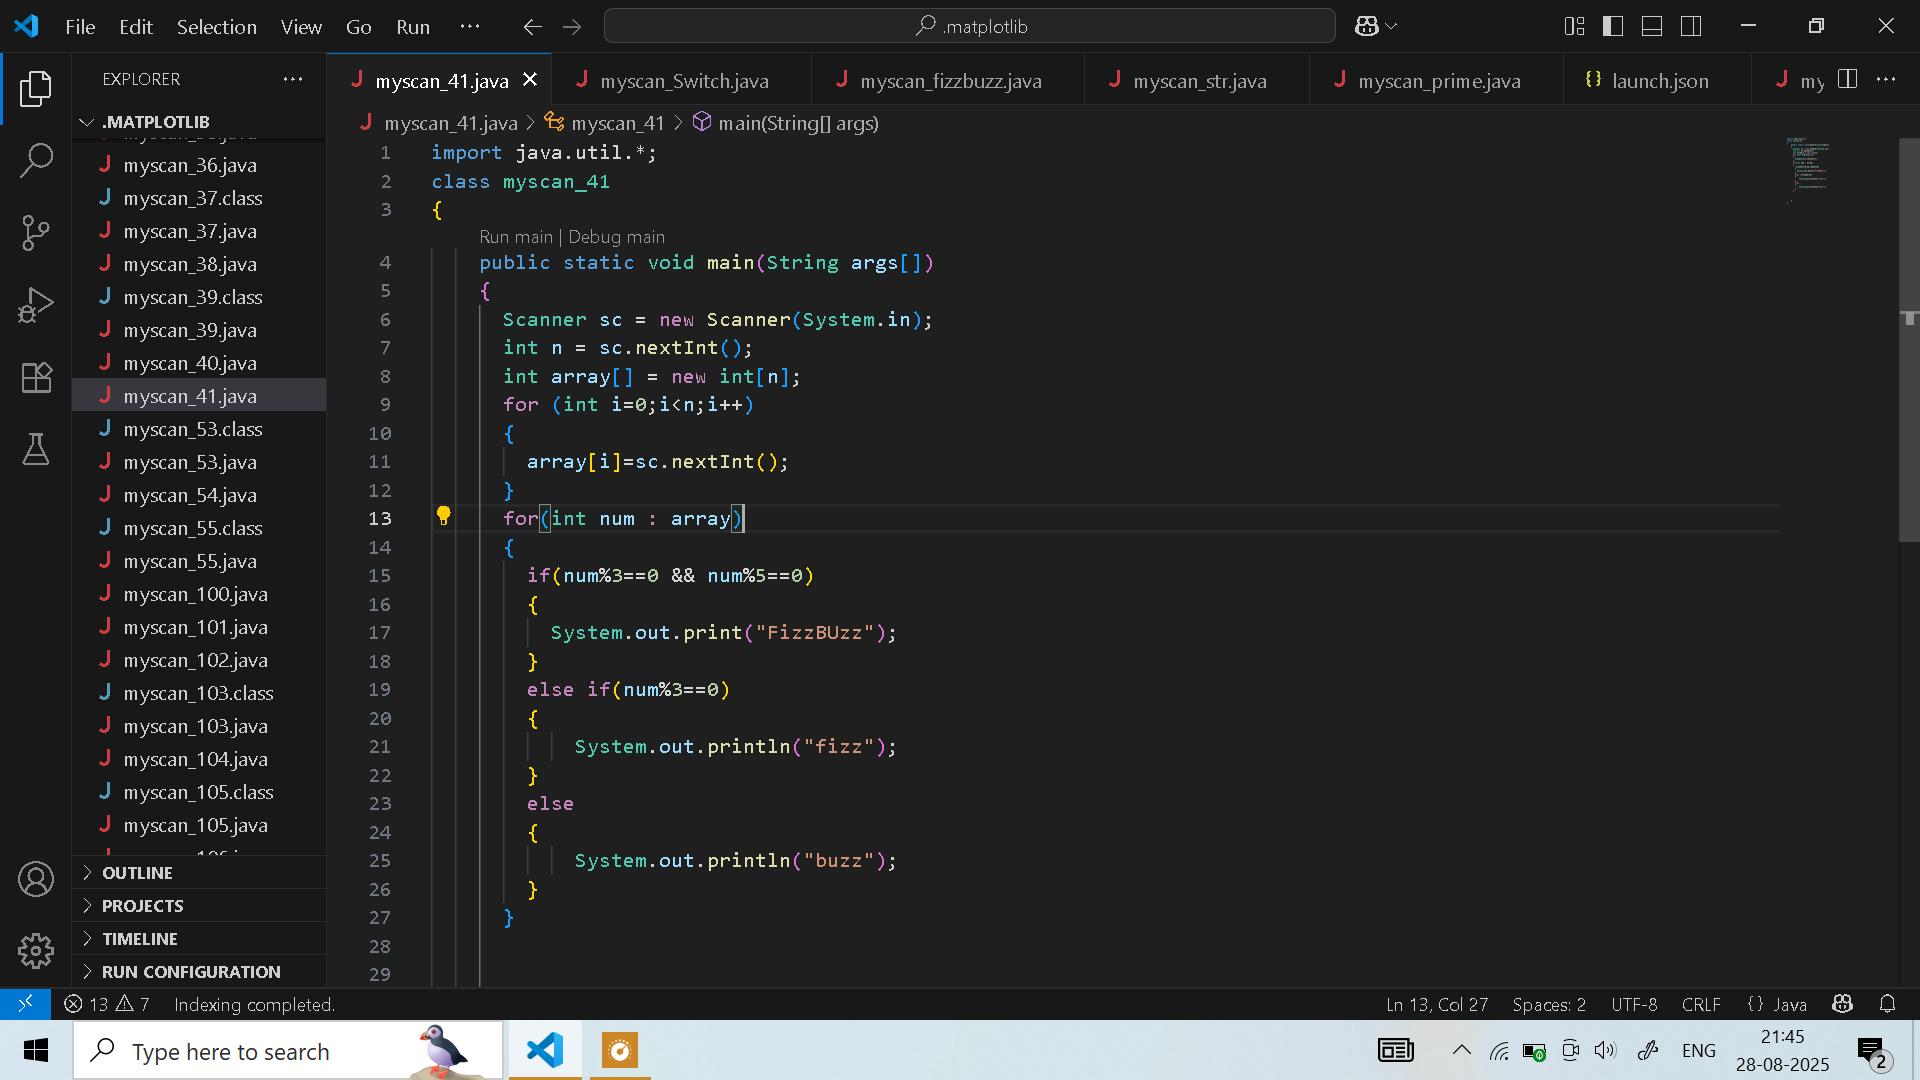 File Edit Selection View Go Run ··· .matplotlib
EXPLORER ···
.MATPLOTLIB
myscan_36.java
myscan_37.class
myscan_37.java
myscan_38.java
myscan_39.class
myscan_39.java
myscan_40.java
myscan_41.java
myscan_53.class
myscan_53.java
myscan_54.java
myscan_55.class
myscan_55.java
myscan_100.java
myscan_101.java
myscan_102.java
myscan_103.class
myscan_103.java
myscan_104.java
myscan_105.class
myscan_105.java
OUTLINE
PROJECTS
TIMELINE
RUN CONFIGURATION
myscan_41.java myscan_Switch.java myscan_fizzbuzz.java myscan_str.java myscan_prime.java {} launch.json my ···
myscan_41.java > myscan_41 > main(String[] args)
1 import java.util.*;
2 class myscan_41
3 {
Run main | Debug main
4 public static void main(String args[])
5 {
6 Scanner sc = new Scanner(System.in);
7 int n = sc.nextInt();
8 int array[] = new int[n];
9 for (int i=0;i<n;i++)
10 {
11 array[i]=sc.nextInt();
12 }
13 for(int num : array)
14 {
15 if(num%3==0 && num%5==0)
16 {
17 System.out.print("FizzBUzz");
18 }
19 else if(num%3==0)
20 {
21 System.out.println("fizz");
22 }
23 else
24 {
25 System.out.println("buzz");
26 }
27 }
28
29
13 7 Indexing completed. Ln 13, Col 27 Spaces: 2 UTF-8 CRLF {} Java
Type here to search ENG 21:45
28-08-2025 2